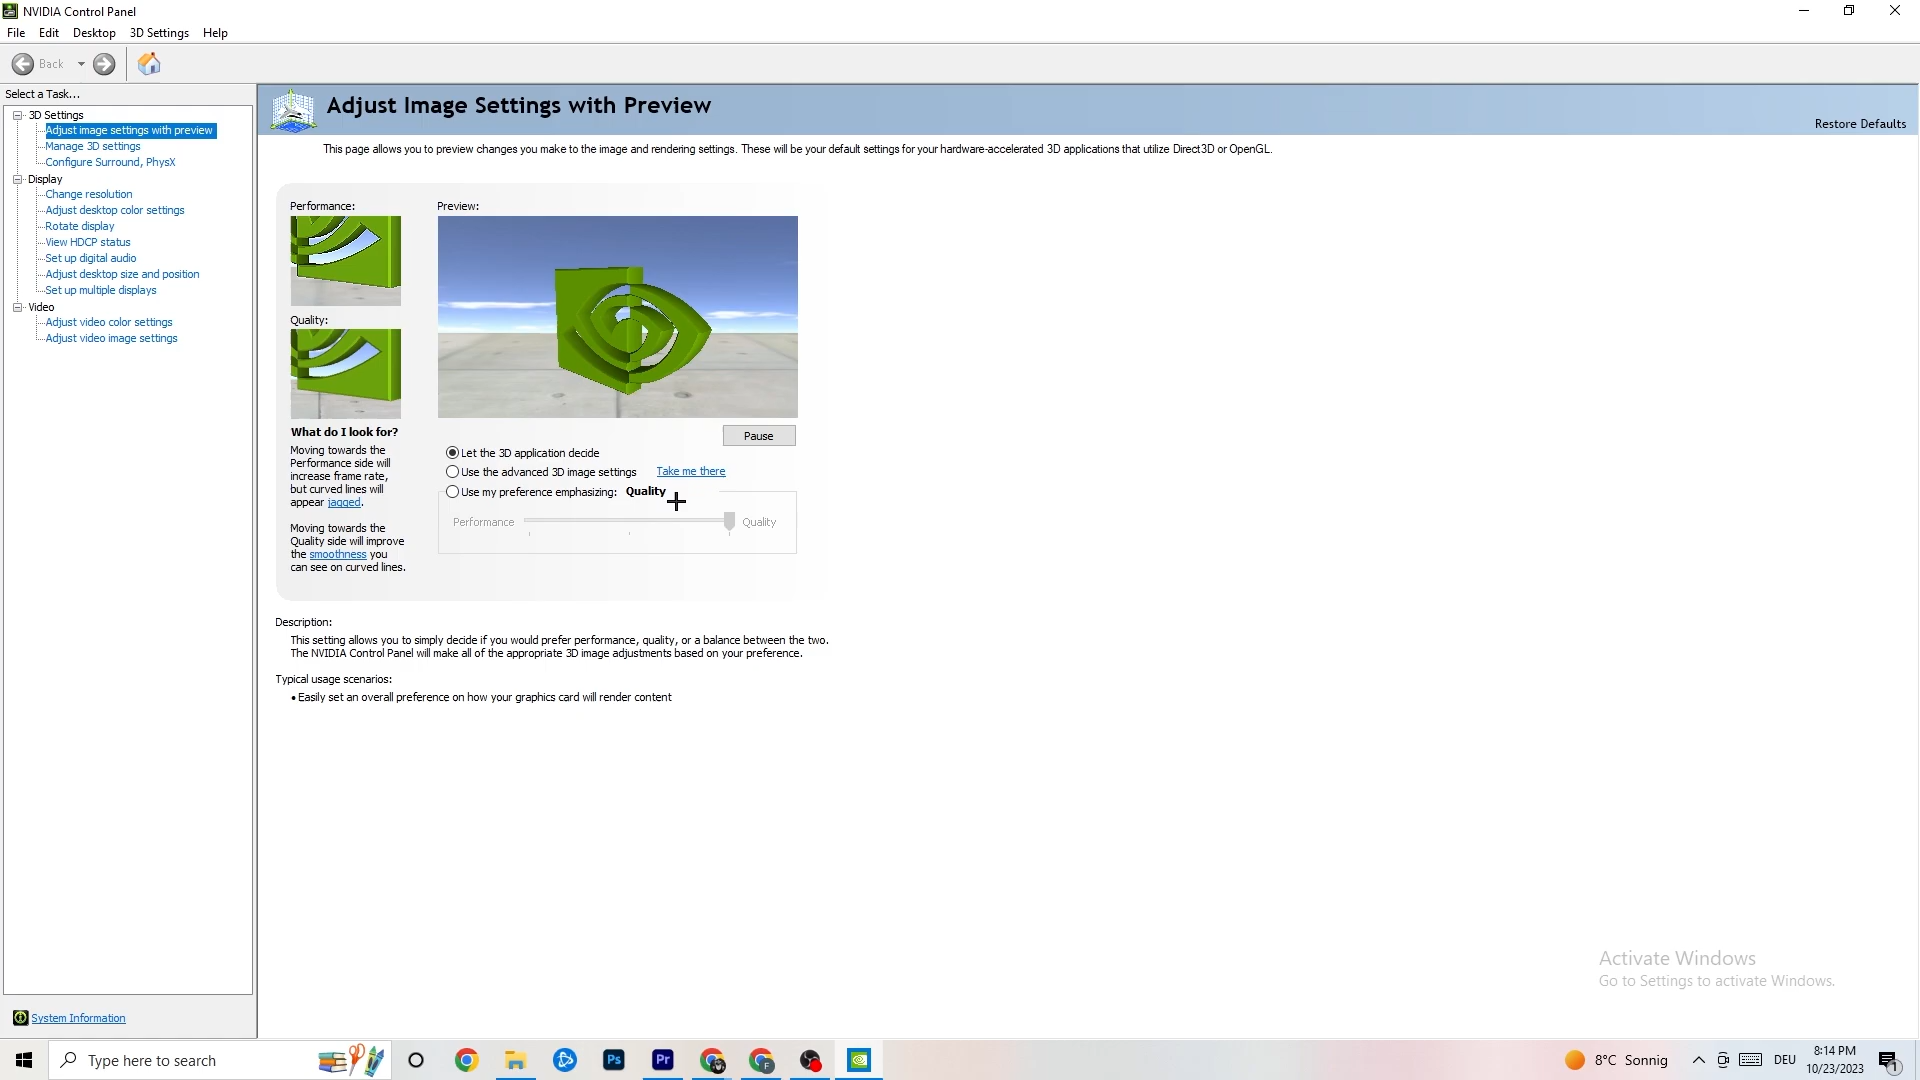 NVIDIA Control Panel
File Edit Desktop 3D Settings Help
Back
Select a Task...
3D Settings
Adjust image settings with preview
Manage 3D settings
Configure Surround, PhysX
Display
Change resolution
Adjust desktop color settings
Rotate display
View HDCP status
Set up digital audio
Adjust desktop size and position
Set up multiple displays
Video
Adjust video color settings
Adjust video image settings
System Information
Adjust Image Settings with Preview
Restore Defaults
This page allows you to preview changes you make to the image and rendering settings. These will be your default settings for your hardware-accelerated 3D applications that utilize Direct3D or OpenGL.
Performance:
Quality:
What do I look for?
Moving towards the
Performance side will
increase frame rate,
but curved lines will
appear jagged.
Moving towards the
Quality side will improve
the smoothness you
can see on curved lines.
Preview:
Pause
Let the 3D application decide
Use the advanced 3D image settings Take me there
Use my preference emphasizing: Quality
Performance Quality
Description:
This setting allows you to simply decide if you would prefer performance, quality, or a balance between the two.
The NVIDIA Control Panel will make all of the appropriate 3D image adjustments based on your preference.
Typical usage scenarios:
• Easily set an overall preference on how your graphics card will render content
Activate Windows
Go to Settings to activate Windows.
Type here to search
Ps
Pr
F
8°C Sonnig
DEU
8:14 PM
10/23/2023
1